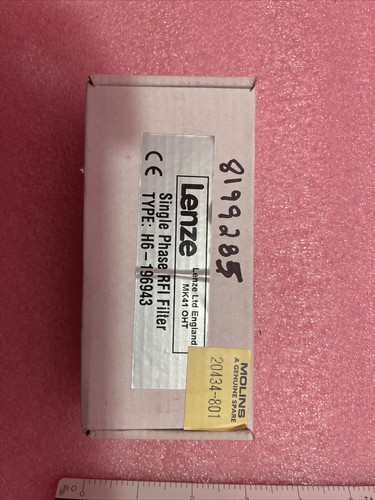 8199285
Lenze
Lenze Ltd England
MK41 OHT
CE
Single Phase RFI Filter
TYPE: H6-196943
MOLINS
A GENUINE SPARE
20434-801